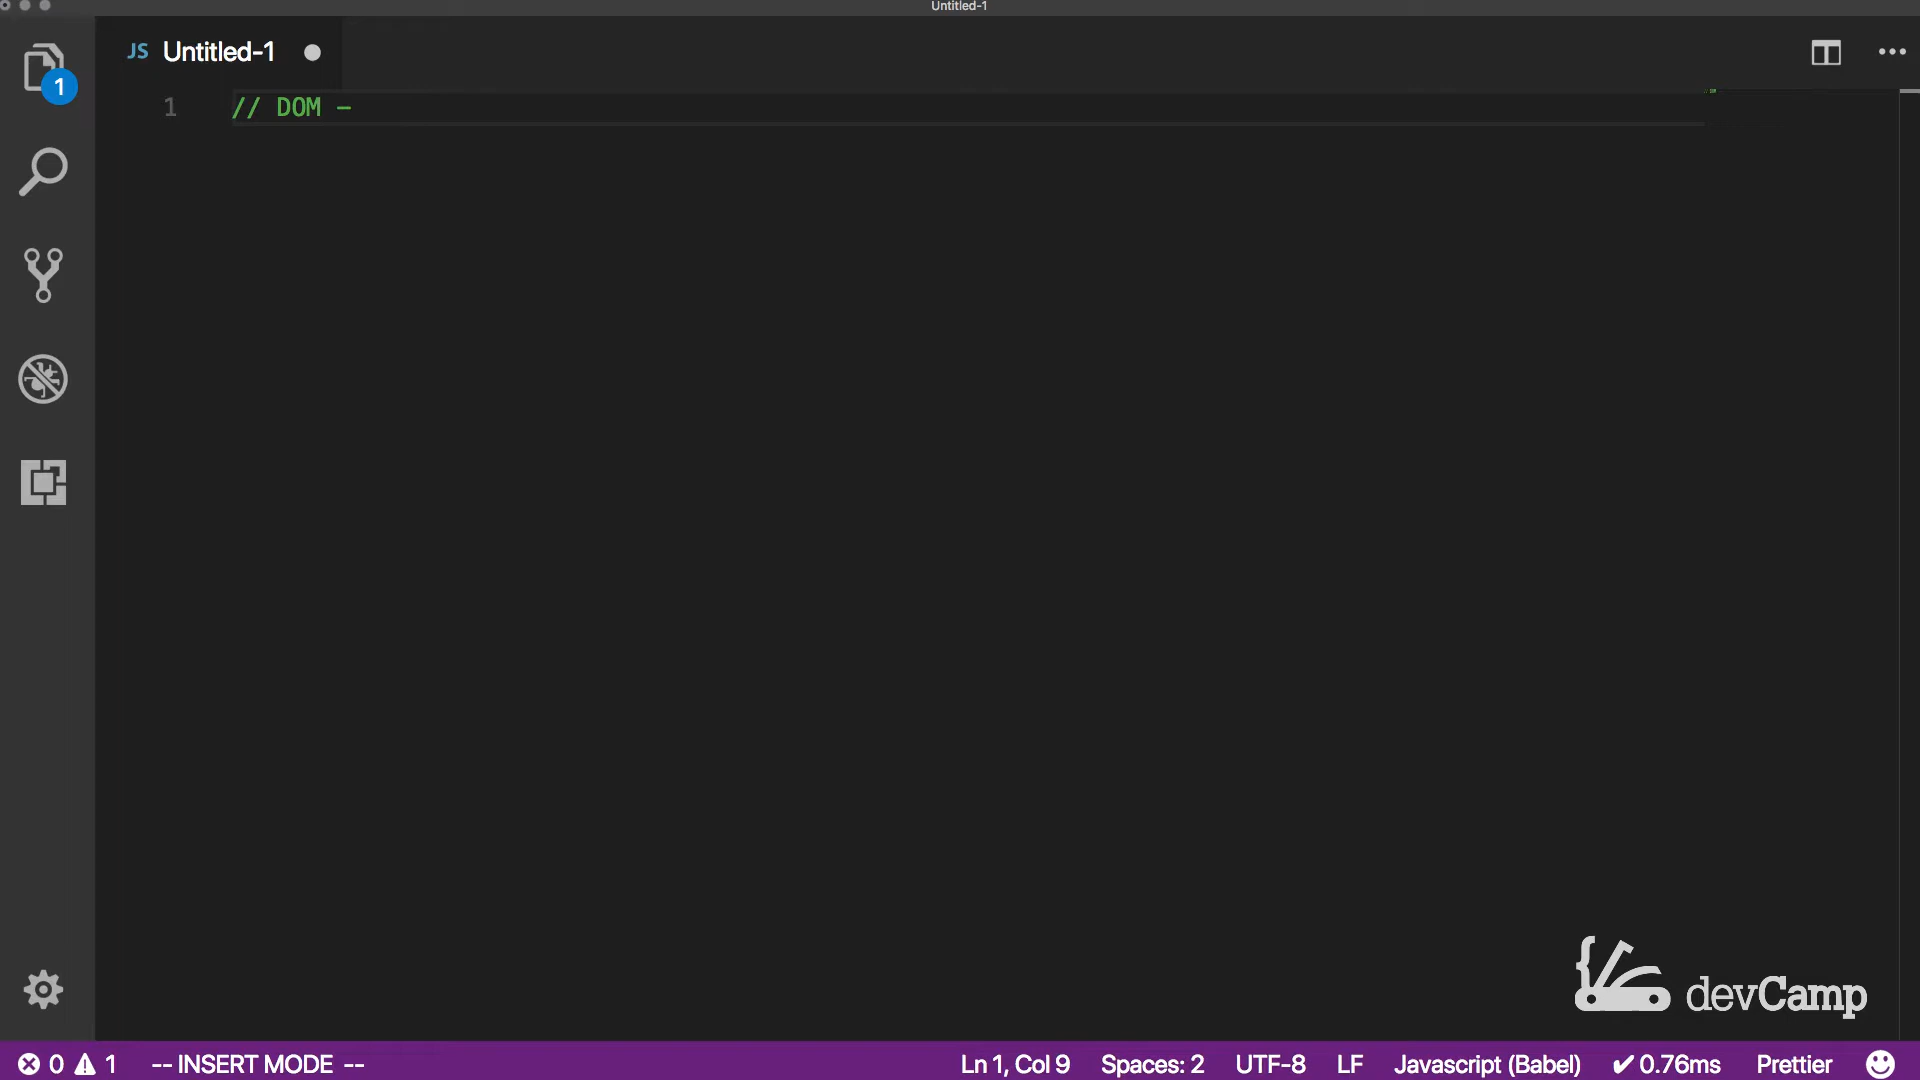 Untitled-1
JS Untitled-1
1
1 // DOM -
devCamp
0 1 -- INSERT MODE -- Ln 1, Col 9 Spaces: 2 UTF-8 LF Javascript (Babel) ✔ 0.76ms Prettier